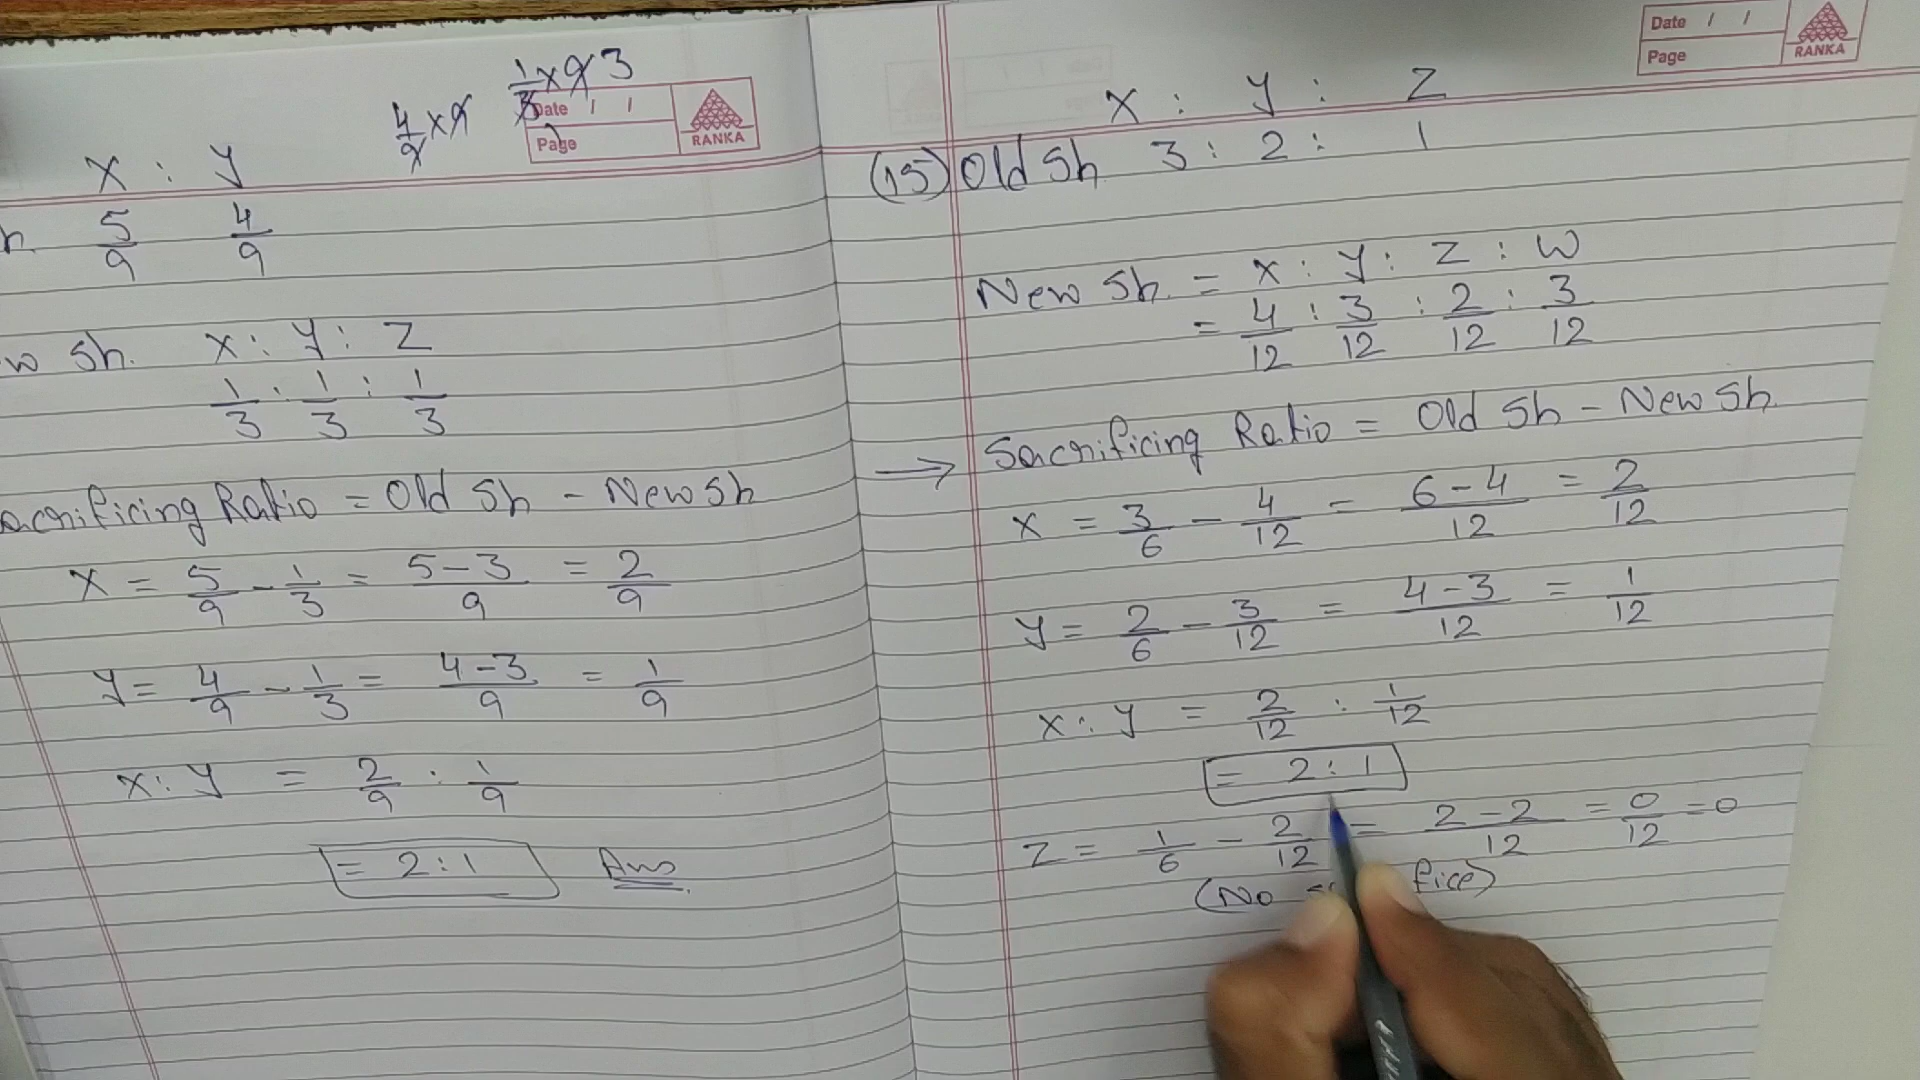 4/9 x 9 1/3 x 9 3
Date / /
Page
RANKA
X : Y
5/9 4/9
w Sh. X : Y : Z
1/3 : 1/3 : 1/3
acrificing Ratio = Old Sh - New Sh
X = 5/9 - 1/3 = 5-3/9 = 2/9
Y = 4/9 - 1/3 = 4-3/9 = 1/9
X : Y = 2/9 : 1/9
= 2 : 1 Ans
Date / /
Page
RANKA
X : Y : Z
(15) Old Sh 3 : 2 : 1
New Sh. = X : Y : Z : W
= 4/12 : 3/12 : 2/12 : 3/12
→ Sacrificing Ratio = Old Sh - New Sh.
X = 3/6 - 4/12 = 6-4/12 = 2/12
Y = 2/6 - 3/12 = 4-3/12 = 1/12
X : Y = 2/12 : 1/12
= 2 : 1
Z = 1/6 - 2/12 = 2-2/12 = 0/12 = 0
(No fice)